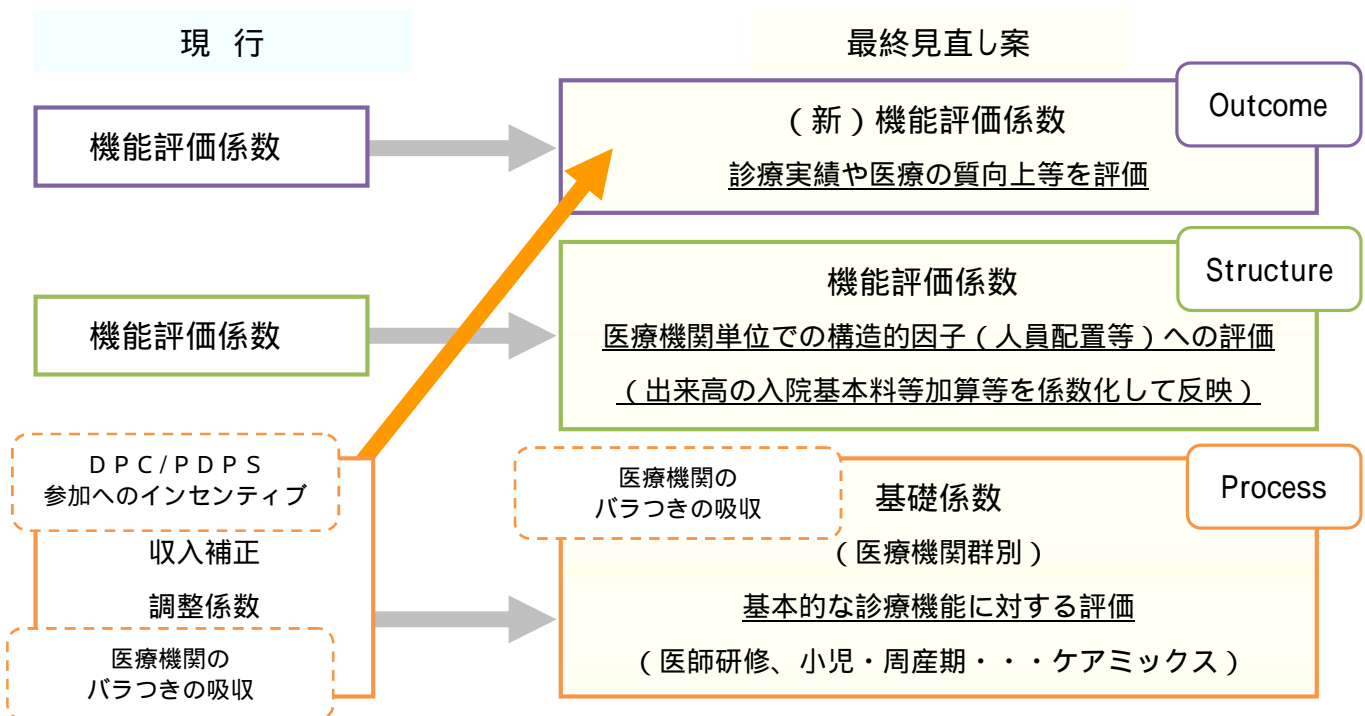 現 行
最終見直し案
機能評価係数
(新)機能評価係数
Outcome
診療実績や医療の質向上等を評価
機能評価係数
機能評価係数
Structure
医療機関単位での構造的因子(人員配置等)への評価
(出来高の入院基本料等加算等を係数化して反映)
DPC/PDPS
参加へのインセンティブ
収入補正
調整係数
医療機関の
バラつきの吸収
医療機関の
バラつきの吸収
基礎係数
Process
(医療機関群別)
基本的な診療機能に対する評価
(医師研修、小児・周産期・・・ケアミックス)